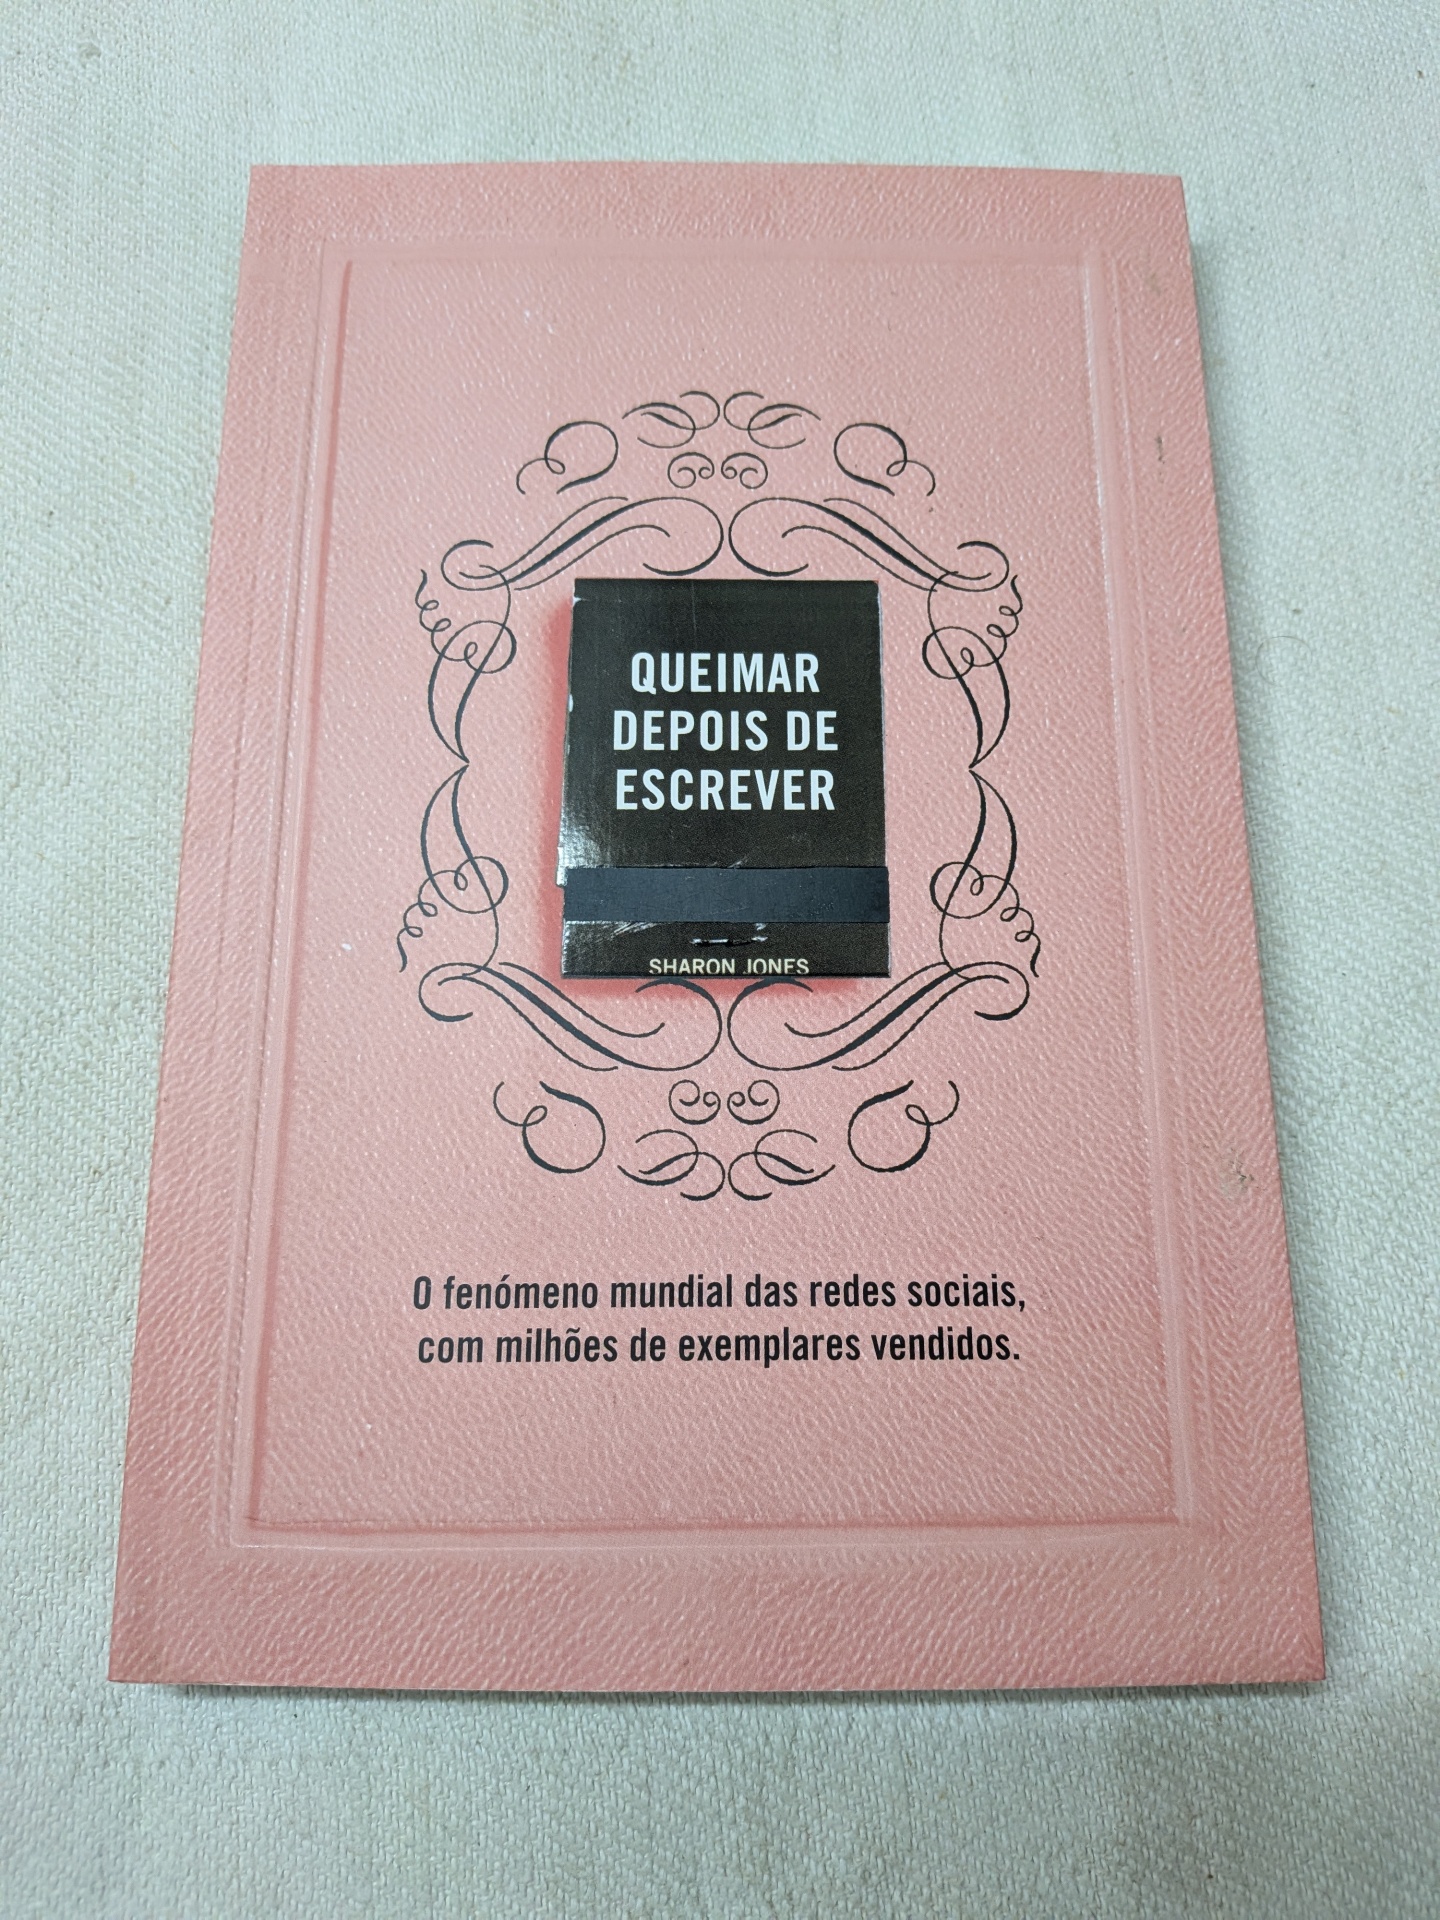 QUEIMAR
DEPOIS DE
ESCREVER
SHARON JONES
O fenómeno mundial das redes sociais,
com milhões de exemplares vendidos.